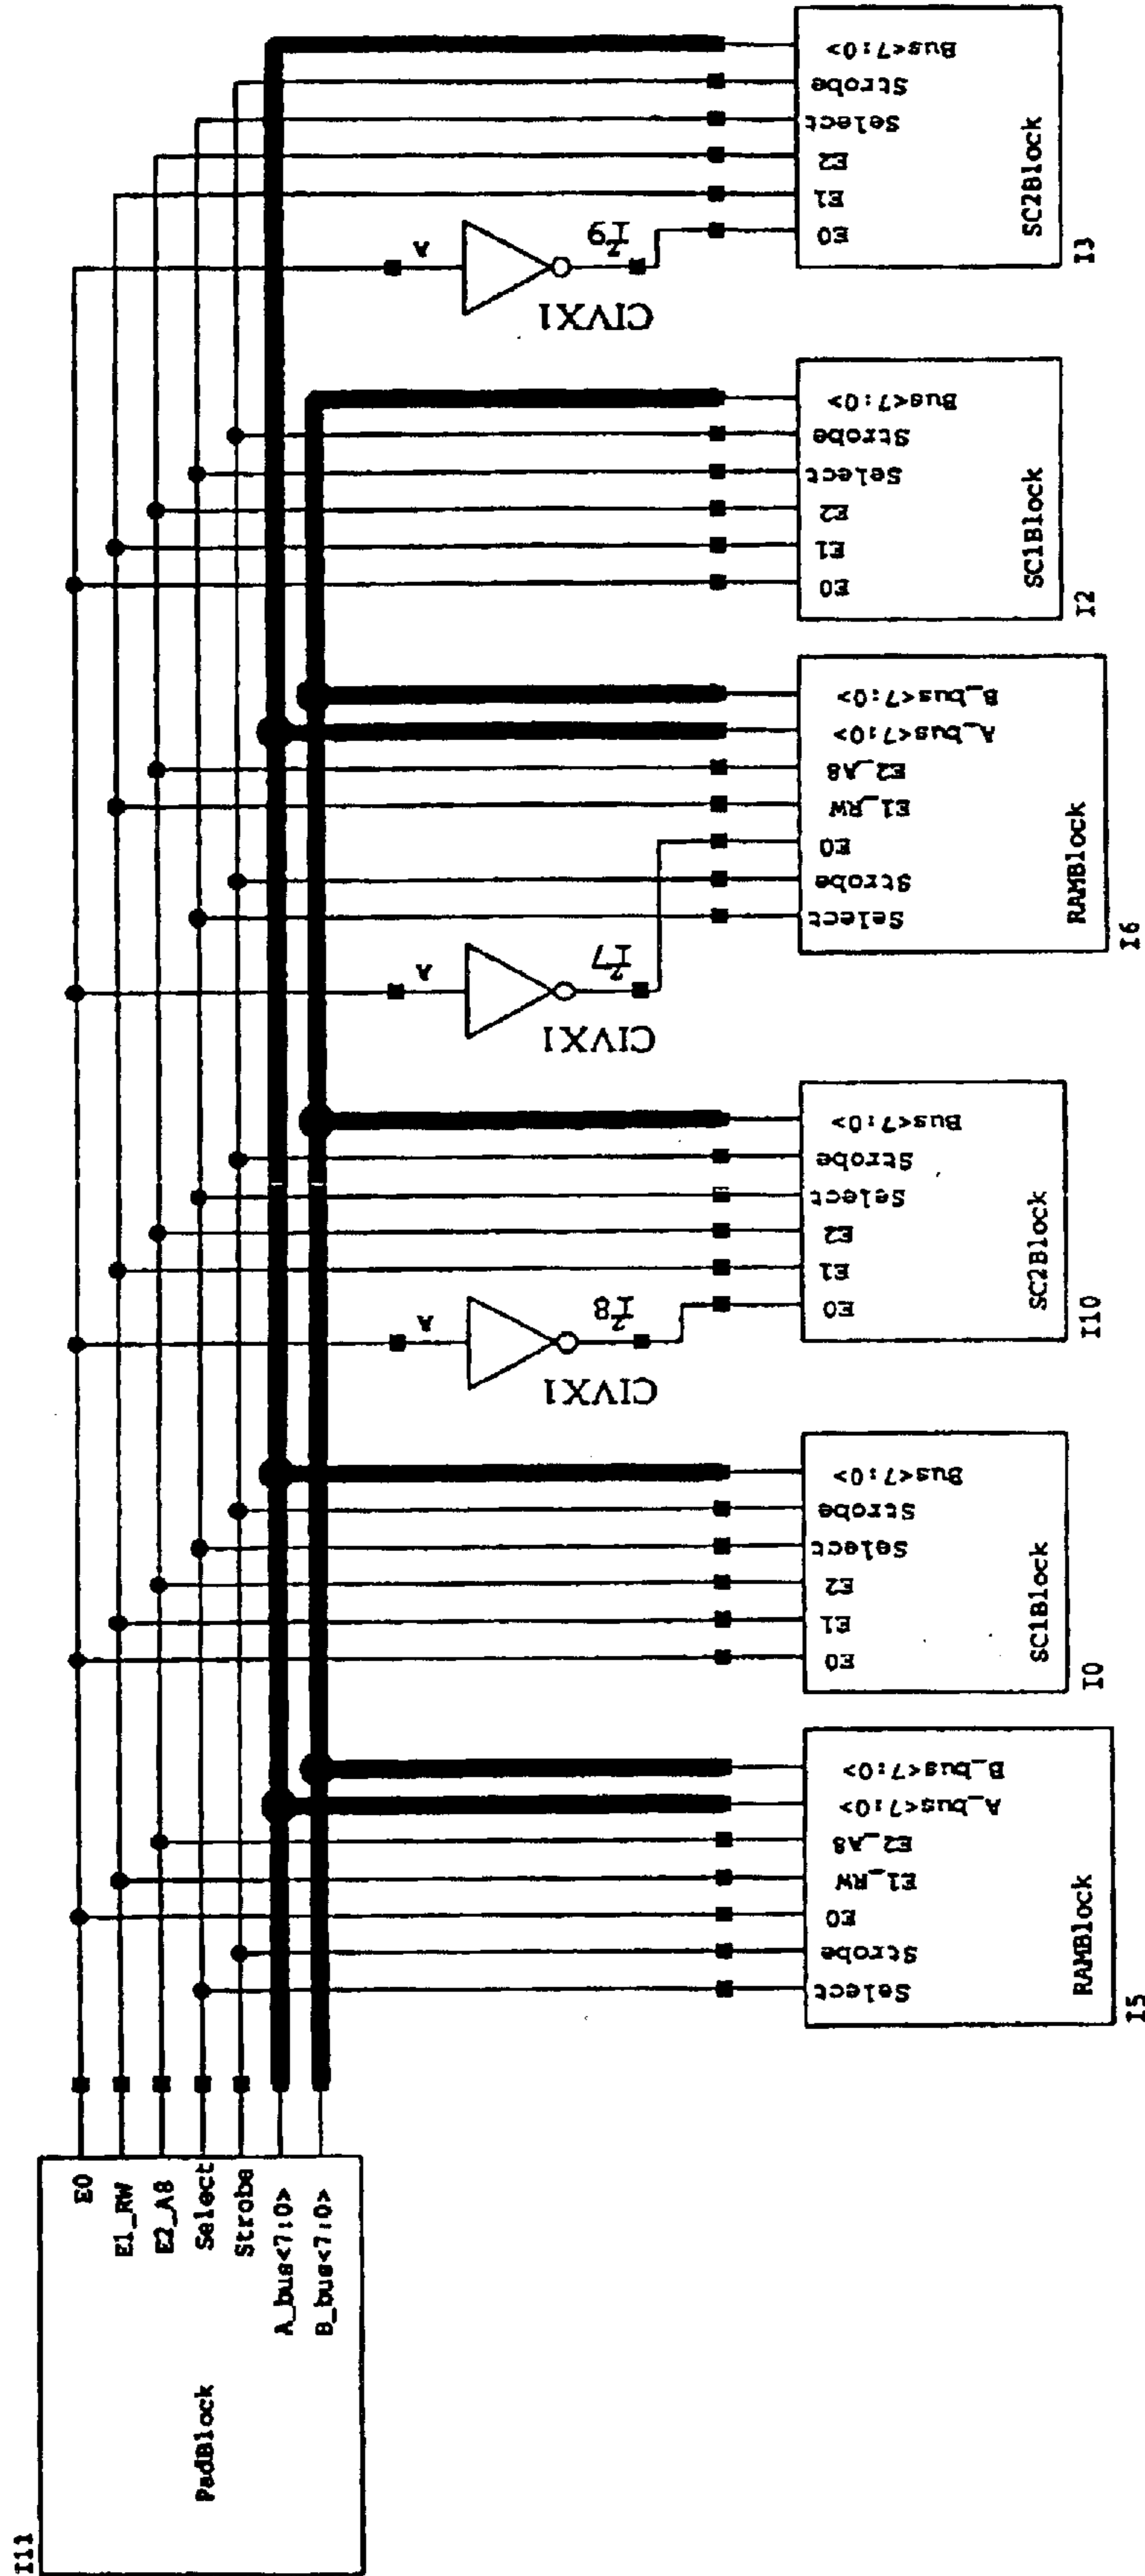 I11
PadBlock
E0
E1_RW
E2_A8
Select
Strobe
A_bus<7:0>
B_bus<7:0>
Select
Strobe
E0
E1_RW
E2_A8
A_bus<7:0>
B_bus<7:0>
RAMBlock
I5
E0
E1
E2
Select
Strobe
Bus<7:0>
SC1Block
I0
A
I8
Z
CIVX1
E0
E1
E2
Select
Strobe
Bus<7:0>
SC2Block
I10
A
I7
Z
CIVX1
Select
Strobe
E0
E1_RW
E2_A8
A_bus<7:0>
B_bus<7:0>
RAMBlock
I6
E0
E1
E2
Select
Strobe
Bus<7:0>
SC1Block
I2
A
I9
Z
CIVX1
E0
E1
E2
Select
Strobe
Bus<7:0>
SC2Block
I3